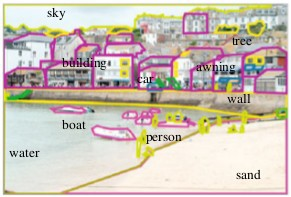 sky
tree
building
awning
car
wall
boat
person
water
sand